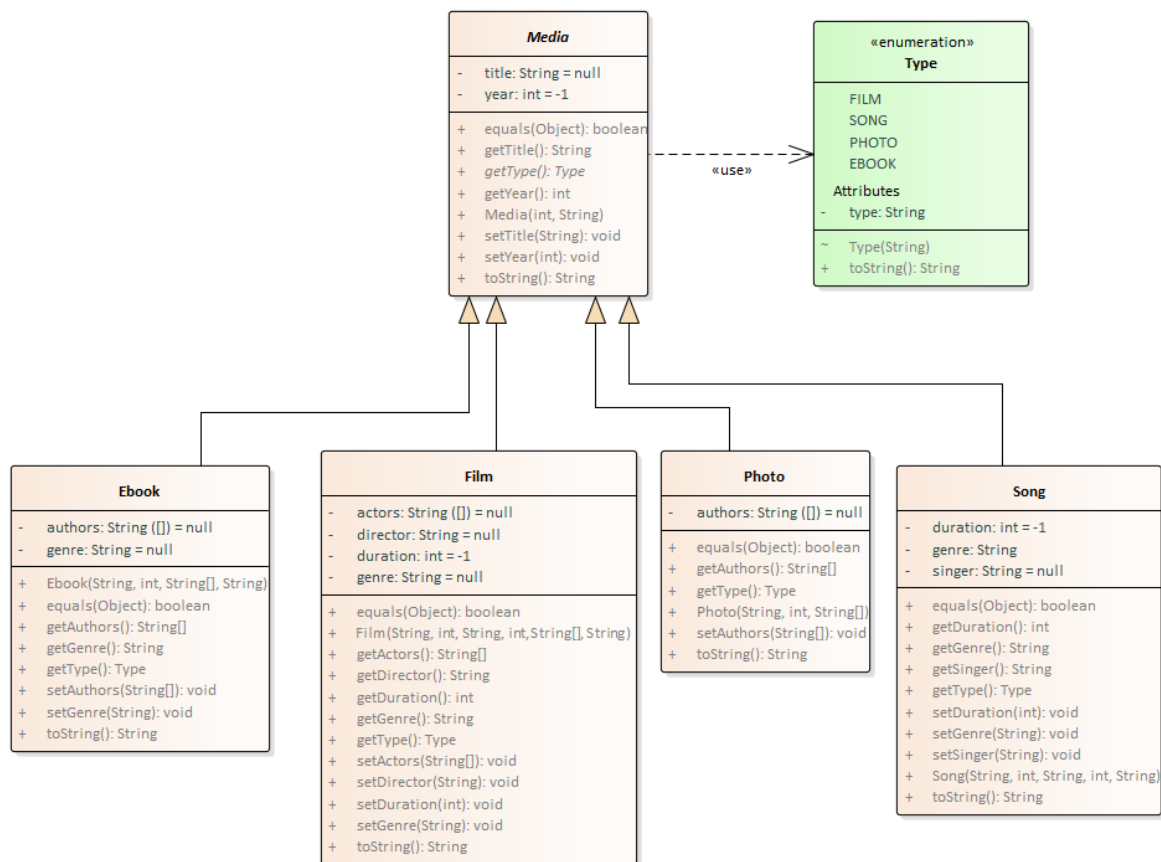 Media
- title: String = null
- year: int = -1
+ equals(Object): boolean
+ getTitle(): String
+ getType(): Type
+ getYear(): int
+ Media(int, String)
+ setTitle(String): void
+ setYear(int): void
+ toString(): String
«use»
«enumeration»
Type
FILM
SONG
PHOTO
EBOOK
Attributes
- type: String
~ Type(String)
+ toString(): String
Ebook
- authors: String ([]) = null
- genre: String = null
+ Ebook(String, int, String[], String)
+ equals(Object): boolean
+ getAuthors(): String[]
+ getGenre(): String
+ getType(): Type
+ setAuthors(String[]): void
+ setGenre(String): void
+ toString(): String
Film
- actors: String ([]) = null
- director: String = null
- duration: int = -1
- genre: String = null
+ equals(Object): boolean
+ Film(String, int, String, int,String[], String)
+ getActors(): String[]
+ getDirector(): String
+ getDuration(): int
+ getGenre(): String
+ getType(): Type
+ setActors(String[]): void
+ setDirector(String): void
+ setDuration(int): void
+ setGenre(String): void
+ toString(): String
Photo
- authors: String ([]) = null
+ equals(Object): boolean
+ getAuthors(): String[]
+ getType(): Type
+ Photo(String, int, String[])
+ setAuthors(String[]): void
+ toString(): String
Song
- duration: int = -1
- genre: String
- singer: String = null
+ equals(Object): boolean
+ getDuration(): int
+ getGenre(): String
+ getSinger(): String
+ getType(): Type
+ setDuration(int): void
+ setGenre(String): void
+ setSinger(String): void
+ Song(String, int, String, int, String)
+ toString(): String